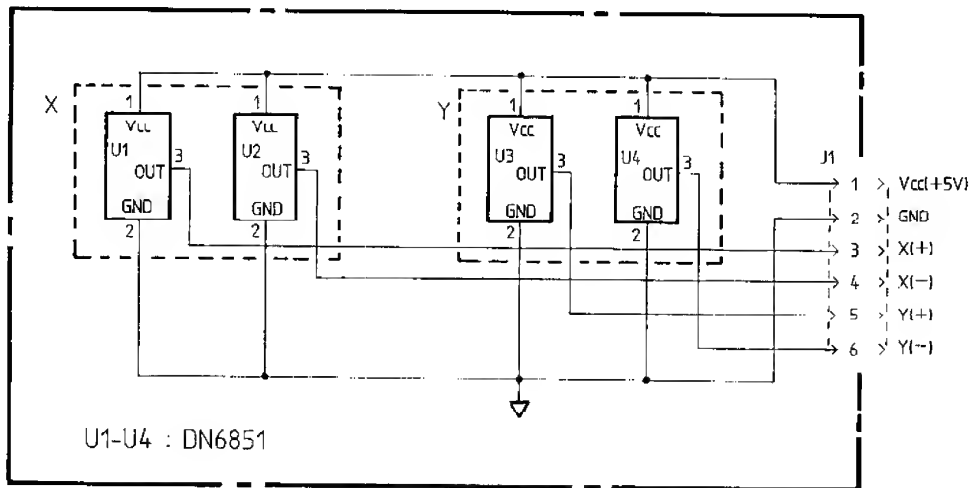 X
1
Vcc
U1
OUT
3
GND
2
1
Vcc
U2
OUT
3
GND
2
Y
1
Vcc
U3
OUT
3
GND
2
1
Vcc
U4
OUT
3
GND
2
J1
1 Vcc(+5V)
2 GND
3 X(+)
4 X(-)
5 Y(+)
6 Y(-)
U1-U4 : DN6851